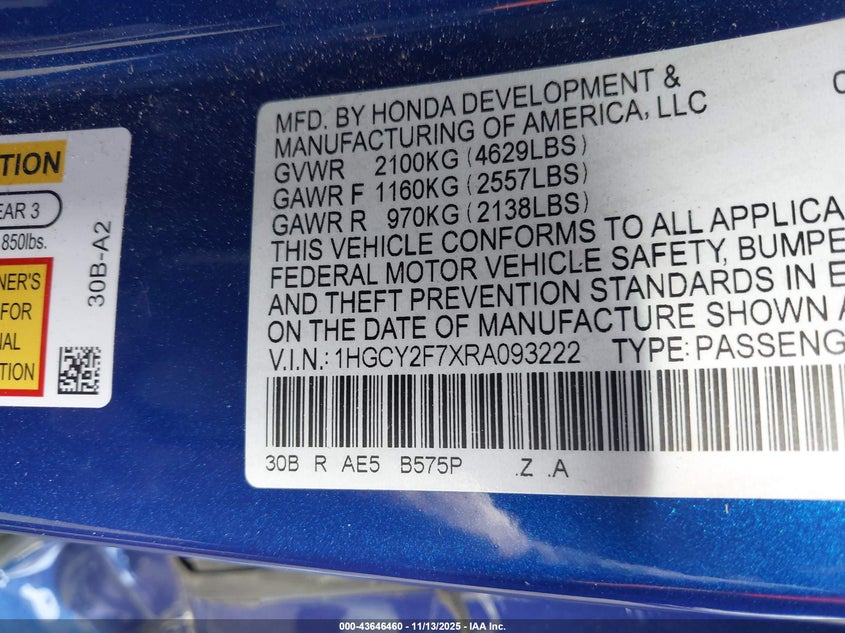 TION
EAR 3
850lbs.
NER'S
FOR
IAL
TION
30B-A2
MFD. BY HONDA DEVELOPMENT &
MANUFACTURING OF AMERICA, LLC
GVWR 2100KG (4629LBS)
GAWR F 1160KG (2557LBS)
GAWR R 970KG (2138LBS)
THIS VEHICLE CONFORMS TO ALL APPLICA
FEDERAL MOTOR VEHICLE SAFETY, BUMPE
AND THEFT PREVENTION STANDARDS IN E
ON THE DATE OF MANUFACTURE SHOWN A
V.I.N.: 1HGCY2F7XRA093222 TYPE: PASSENG
30B R AE5 B575P .Z .A
000-43646460 - 11/13/2025 - IAA Inc.